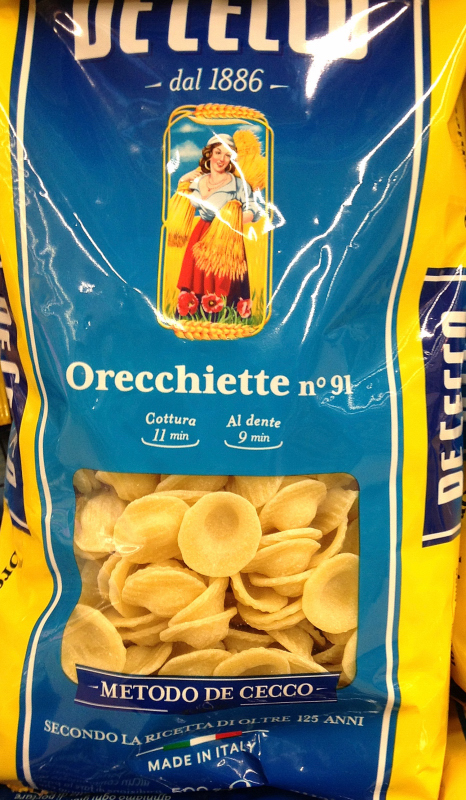 DE CECCO
dal 1886
Orecchiette nº 91
Cottura
11 min
Al dente
9 min
METODO DE CECCO
SECONDO LA RICETTA DI OLTRE 125 ANNI
MADE IN ITALY
DE CECCO